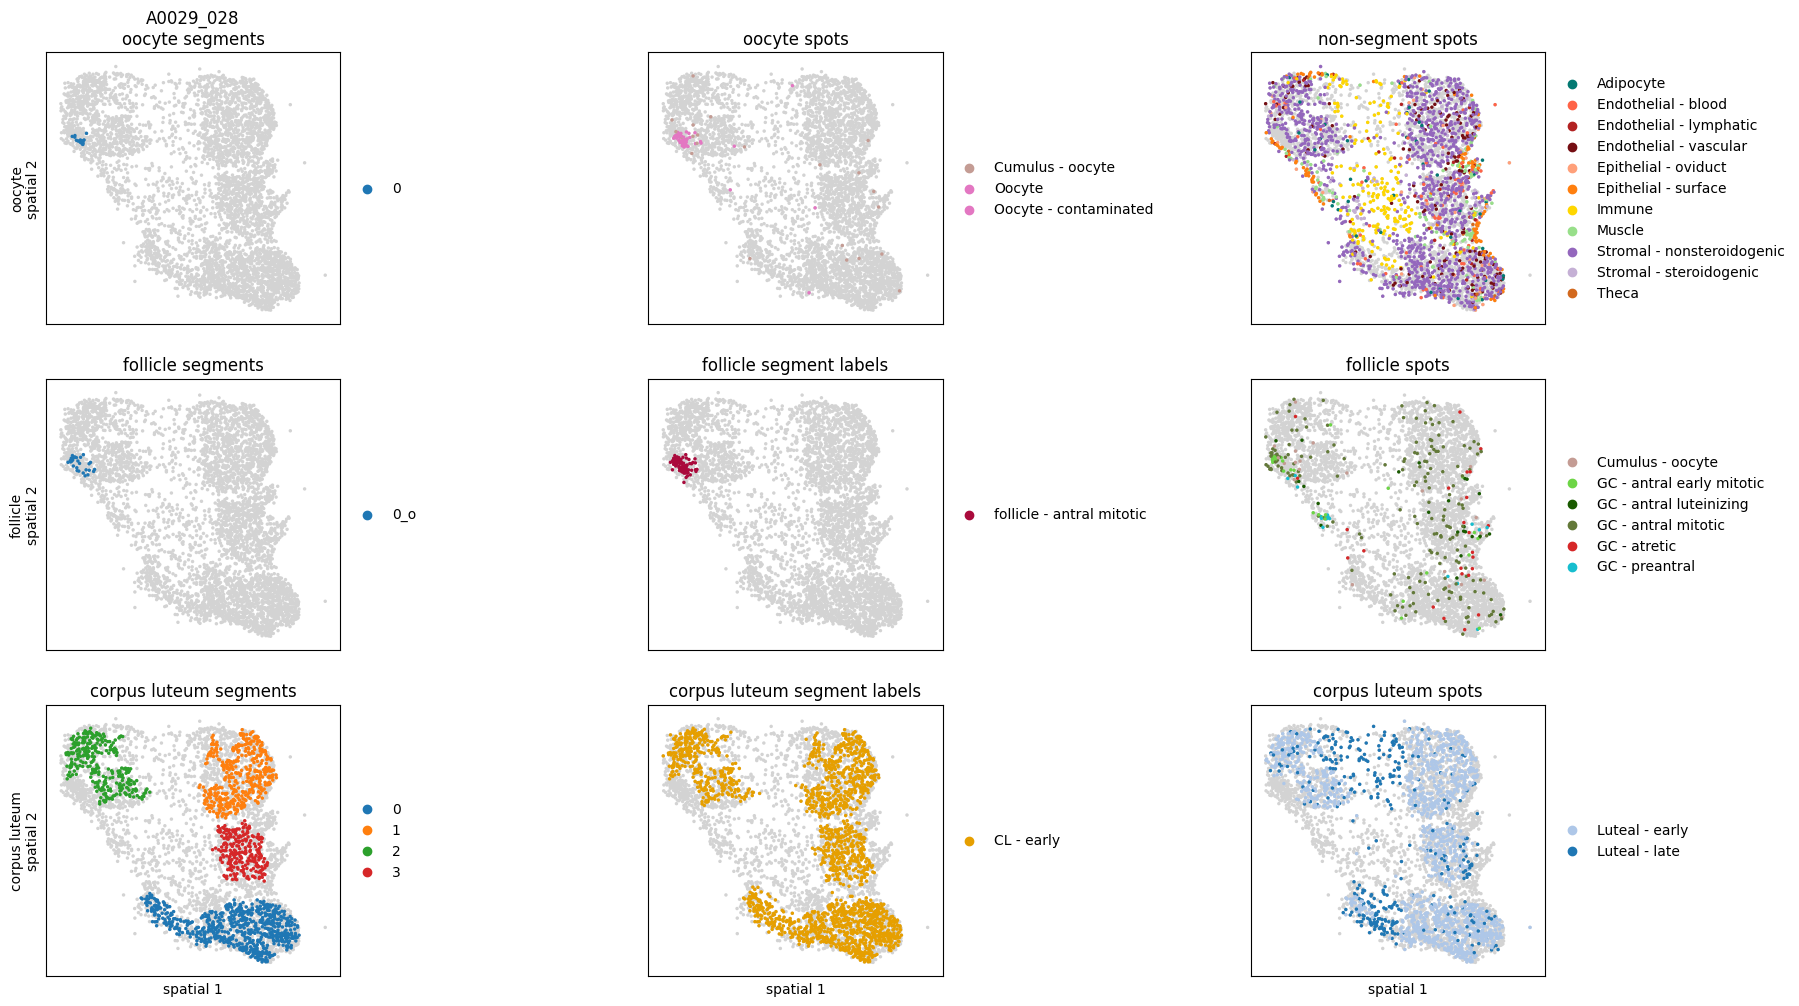 A0029_028
oocyte segments
oocyte spots
non-segment spots
oocyte
spatial 2
0
Cumulus - oocyte
Oocyte
Oocyte - contaminated
Adipocyte
Endothelial - blood
Endothelial - lymphatic
Endothelial - vascular
Epithelial - oviduct
Epithelial - surface
Immune
Muscle
Stromal - nonsteroidogenic
Stromal - steroidogenic
Theca
follicle segments
follicle segment labels
follicle spots
follicle
spatial 2
0_o
follicle - antral mitotic
Cumulus - oocyte
GC - antral early mitotic
GC - antral luteinizing
GC - antral mitotic
GC - atretic
GC - preantral
corpus luteum segments
corpus luteum segment labels
corpus luteum spots
corpus luteum
spatial 2
0
1
2
3
CL - early
Luteal - early
Luteal - late
spatial 1
spatial 1
spatial 1